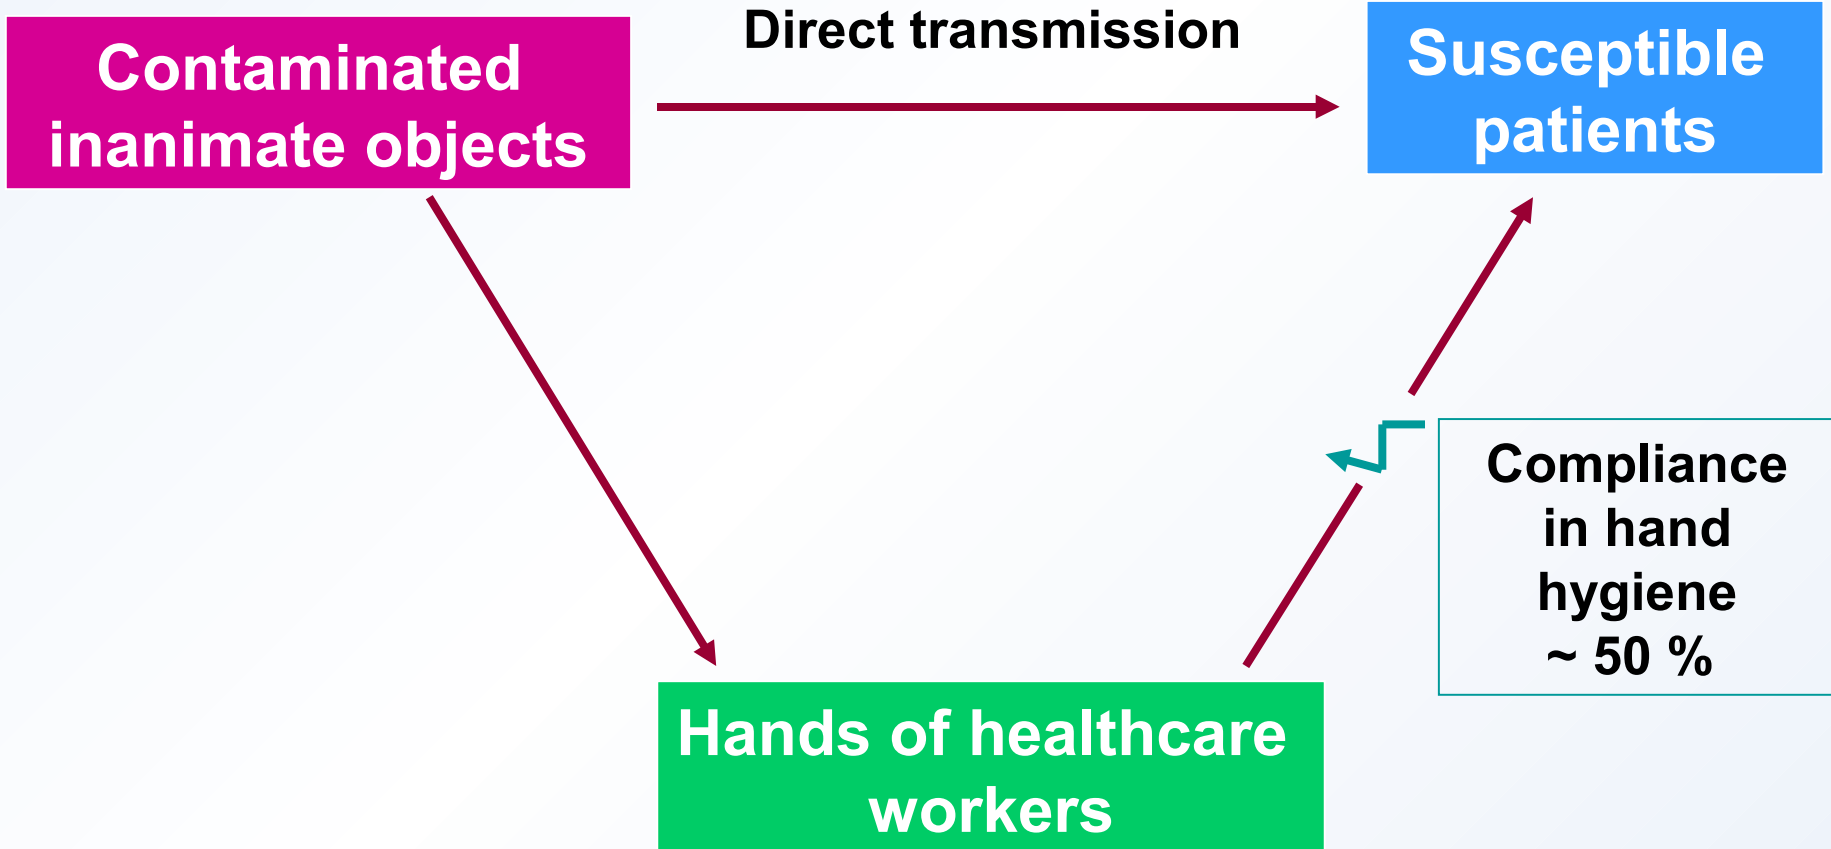 Direct transmission
Contaminated
inanimate objects
Susceptible
patients
Compliance
in hand
hygiene
~ 50 %
Hands of healthcare
workers